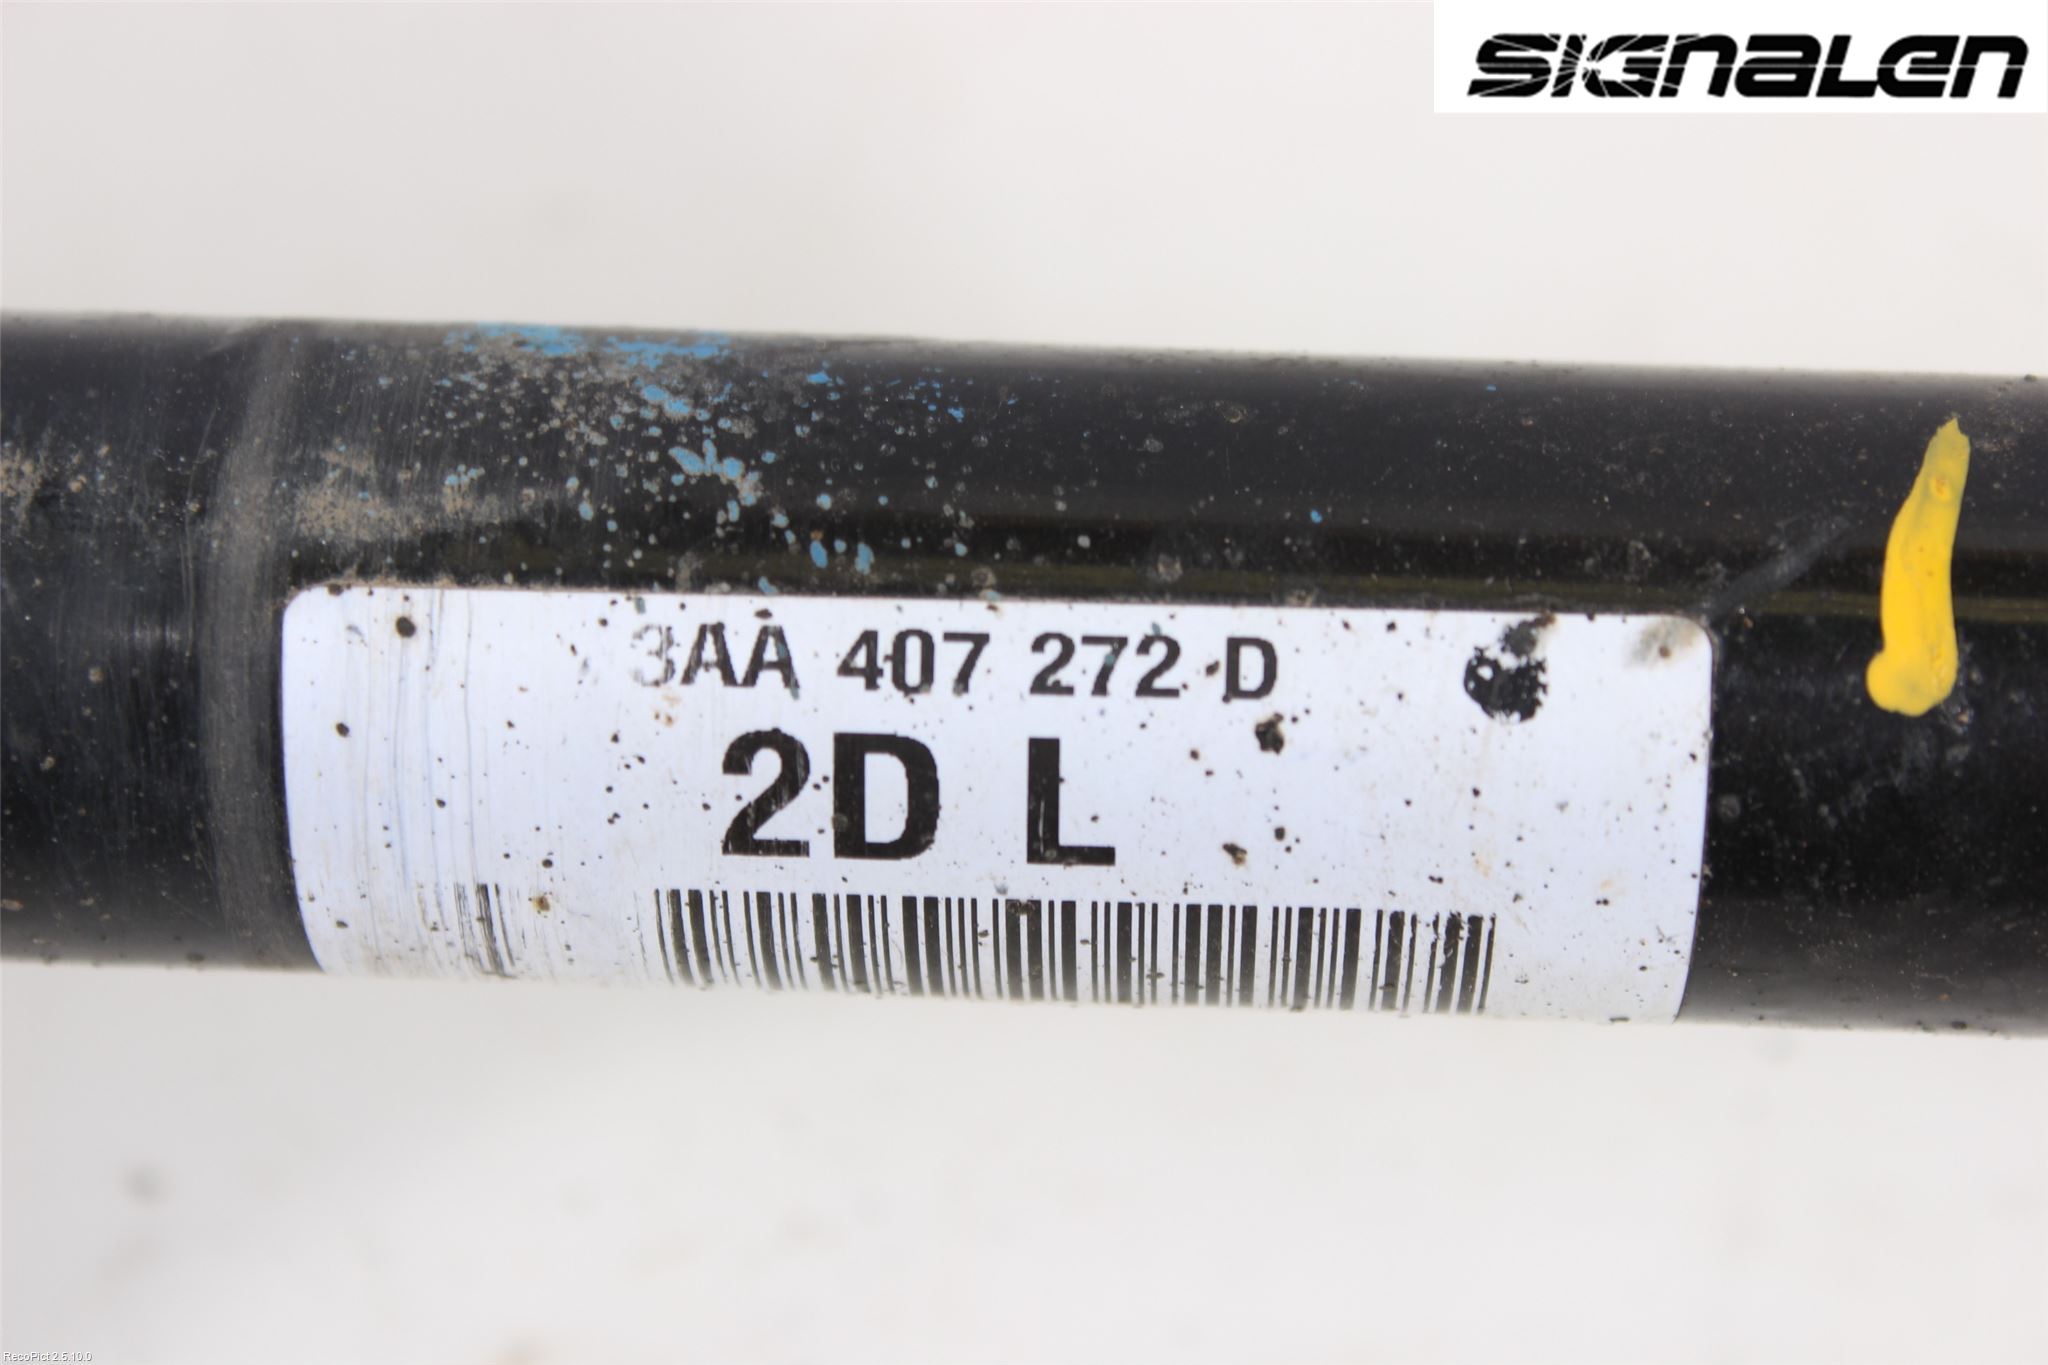 SIGNALEN
3AA 407 272 D
2D L
RecoPict 2.5.10.0